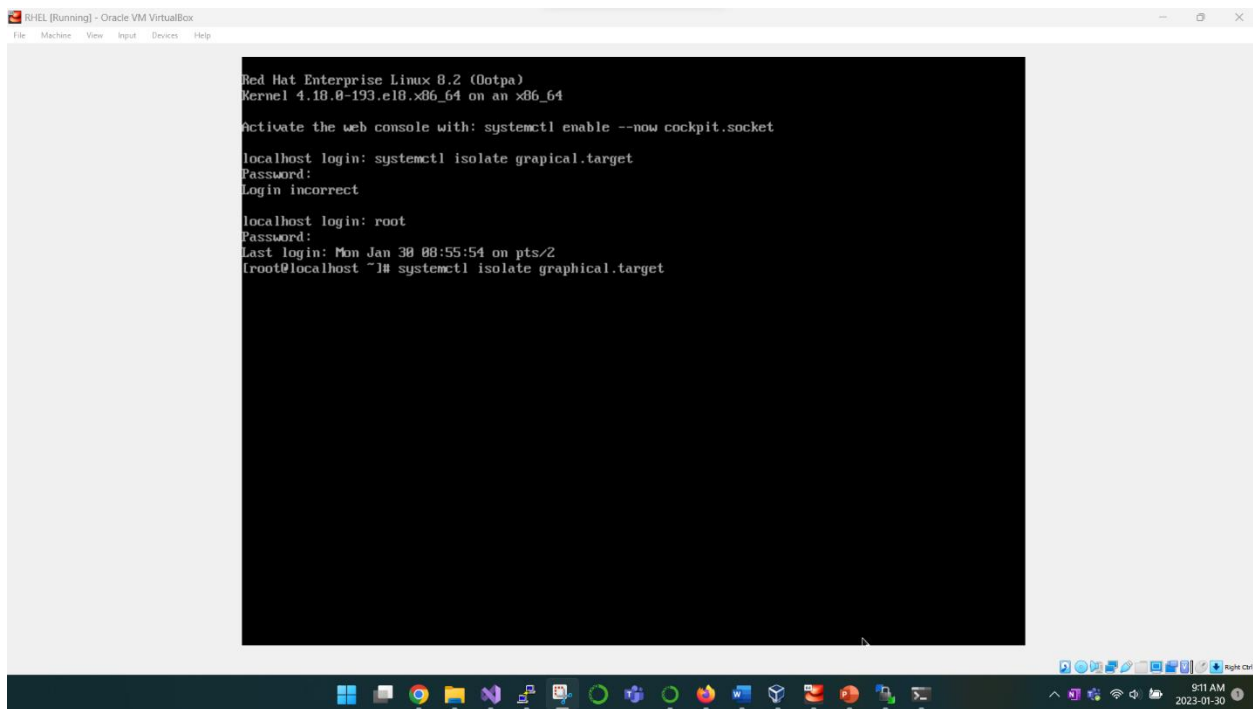 RHEL [Running] - Oracle VM VirtualBox
File Machine View Input Devices Help
Red Hat Enterprise Linux 8.2 (Ootpa)
Kernel 4.18.0-193.el8.x86_64 on an x86_64
Activate the web console with: systemctl enable --now cockpit.socket
localhost login: systemctl isolate grapical.target
Password:
Login incorrect
localhost login: root
Password:
Last login: Mon Jan 30 08:55:54 on pts/2
[root@localhost ~]# systemctl isolate graphical.target
Right Ctrl
9:11 AM
2023-01-30
1